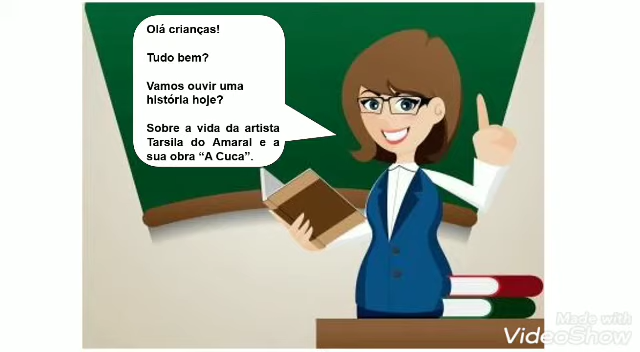 Olá crianças!
Tudo bem?
Vamos ouvir uma
história hoje?
Sobre a vida da artista
Tarsila do Amaral e a
sua obra “A Cuca”.
Made with
VideoShow